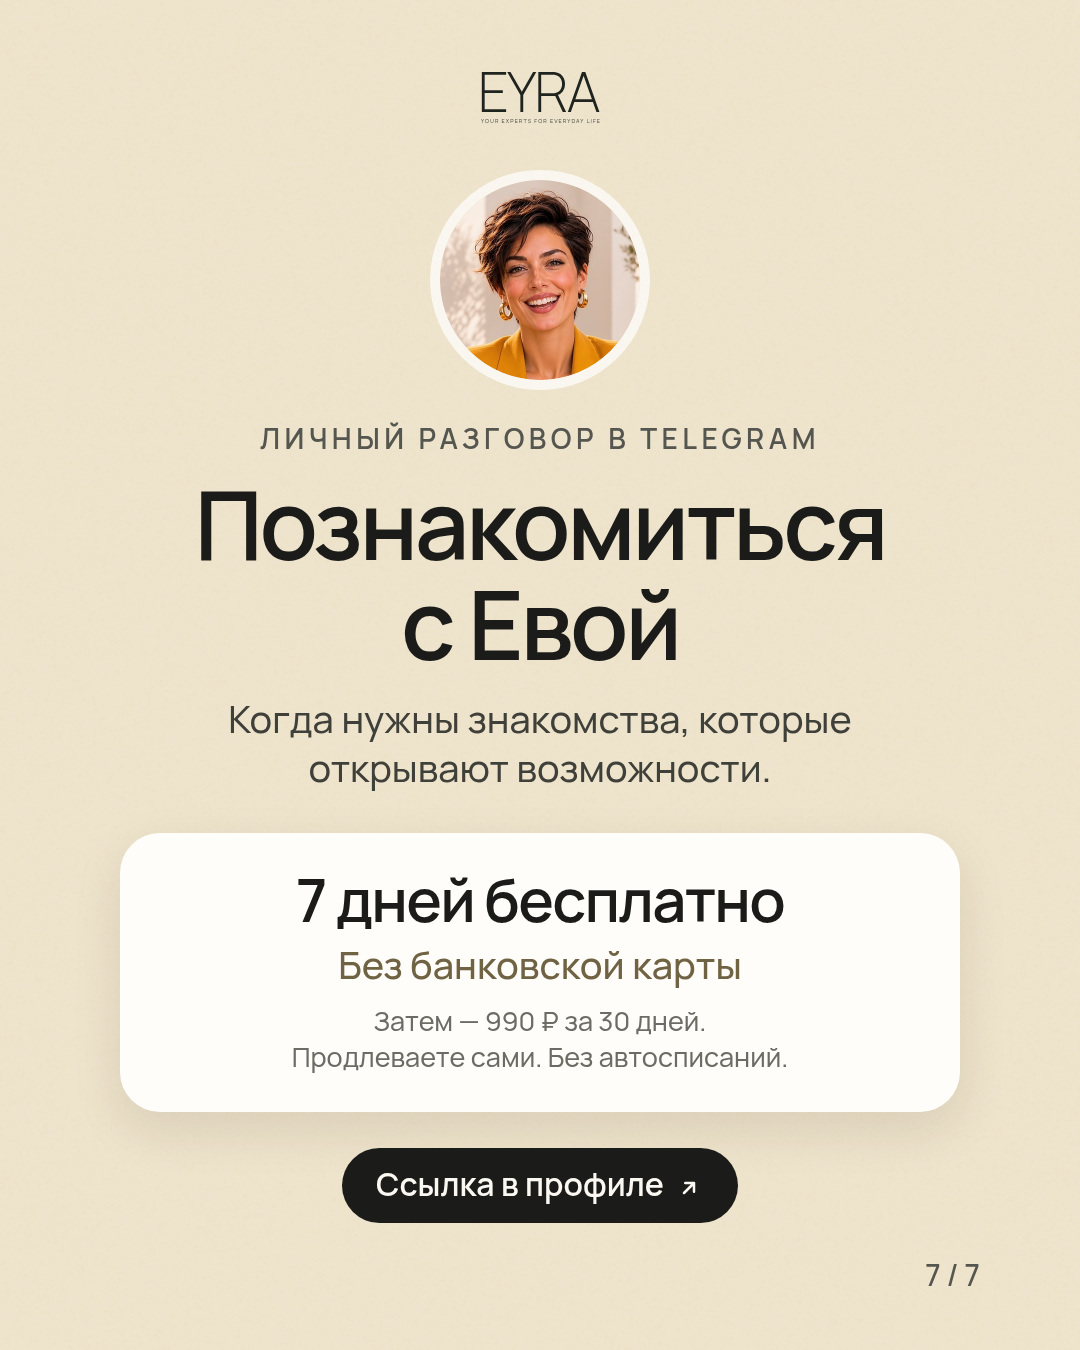 EYRA
YOUR EXPERTS FOR EVERYDAY LIFE
ЛИЧНЫЙ РАЗГОВОР В TELEGRAM
Познакомиться
с Евой
Когда нужны знакомства, которые
открывают возможности.
7 дней бесплатно
Без банковской карты
Затем — 990 ₽ за 30 дней.
Продлеваете сами. Без автосписаний.
Ссылка в профиле ↗
7 / 7